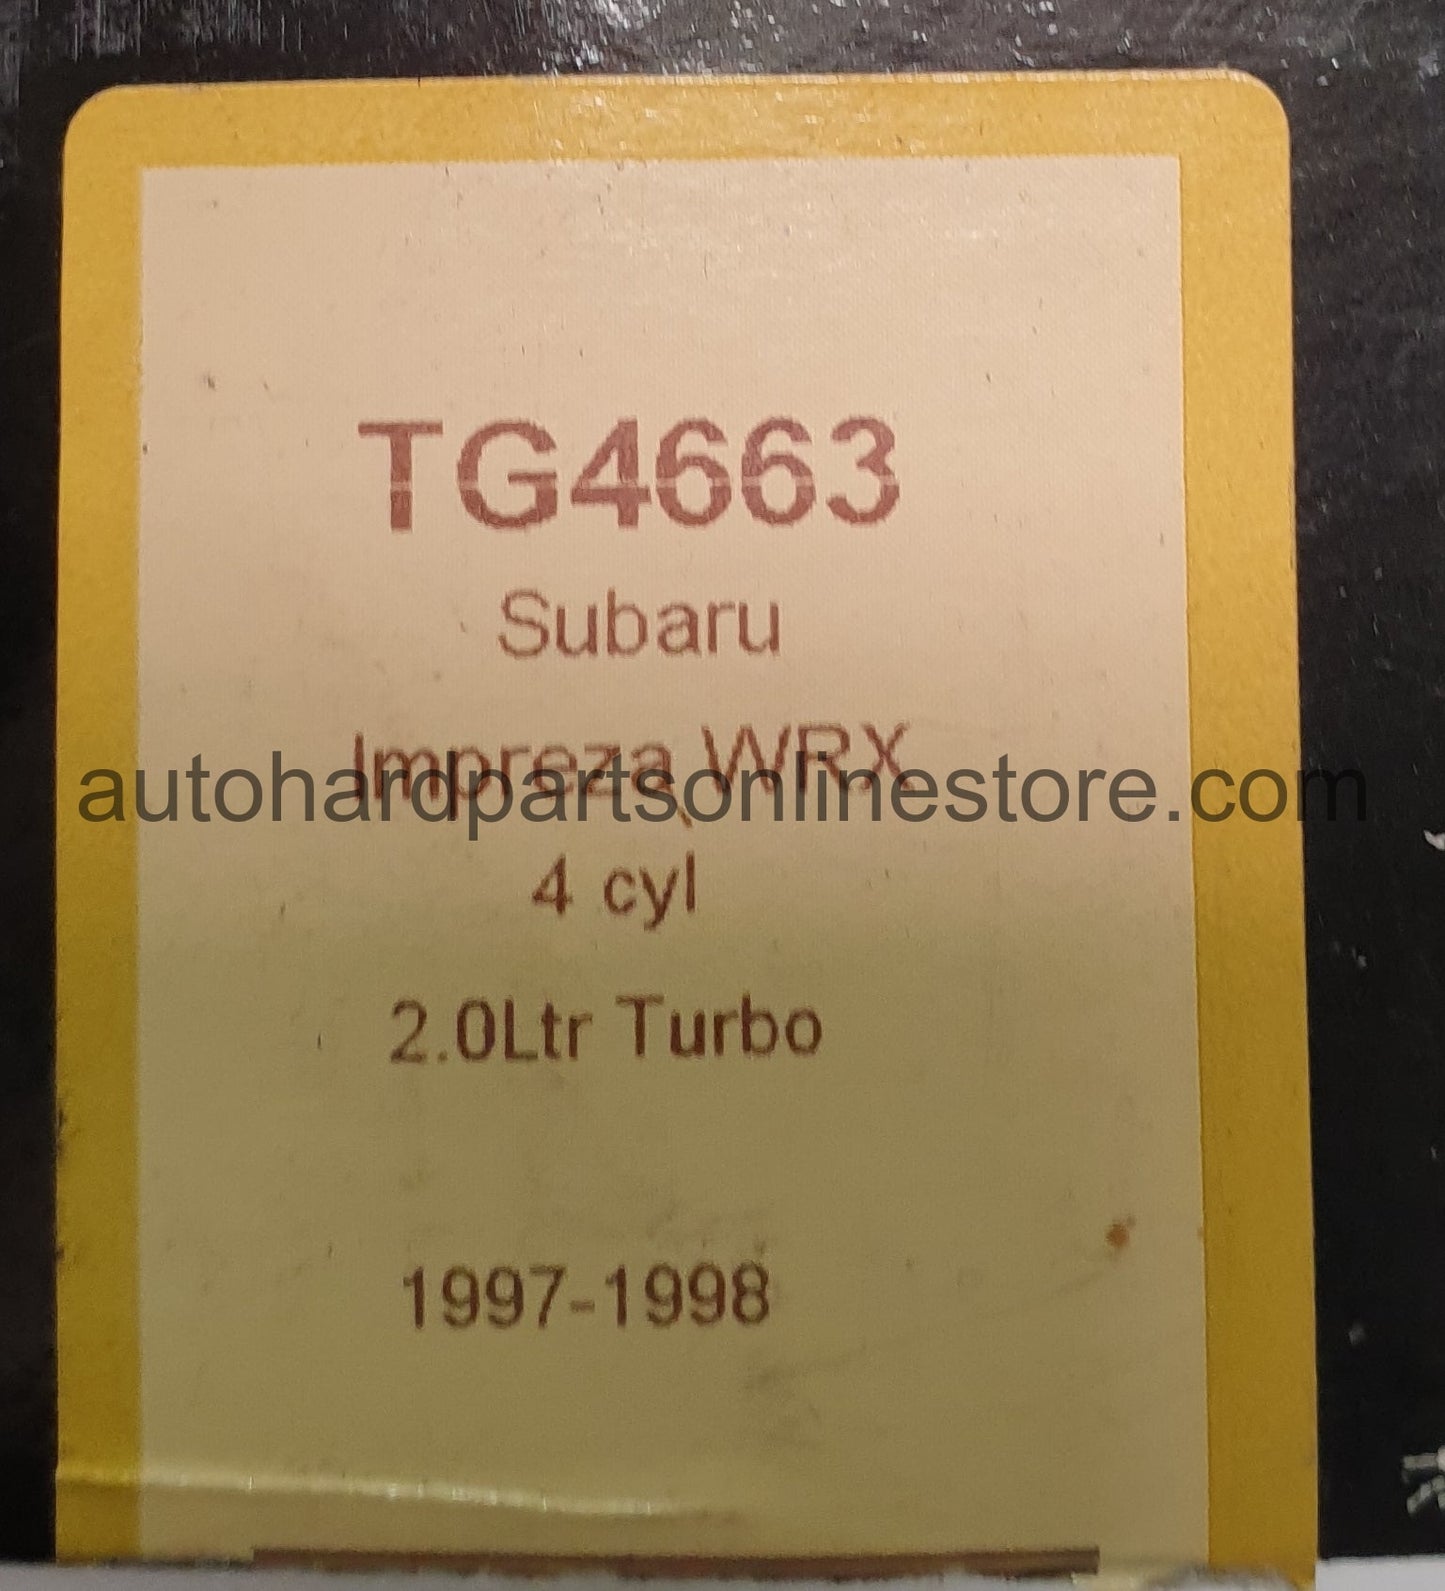 TG4663
Subaru
Impreza WRX
autohardpartsonlinestore.com
4 cyl
2.0Ltr Turbo
1997-1998